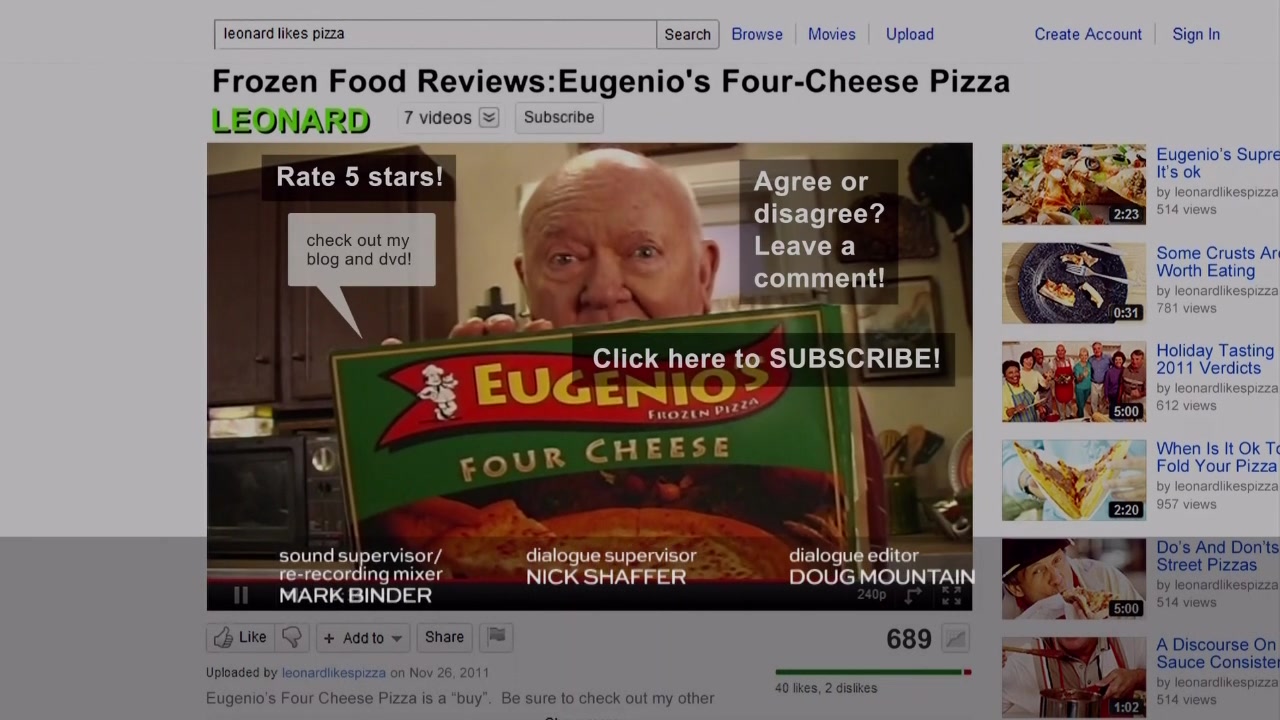 leonard likes pizza
Search
Browse
Movies
Upload
Create Account
Sign In
Frozen Food Reviews:Eugenio's Four-Cheese Pizza
LEONARD
7 videos
Subscribe
Rate 5 stars!
check out my
blog and dvd!
Agree or
disagree?
Leave a
comment!
Click here to SUBSCRIBE!
EUGENIO'S
FROZEN PIZZA
FOUR CHEESE
sound supervisor/
re-recording mixer
MARK BINDER
dialogue supervisor
NICK SHAFFER
dialogue editor
DOUG MOUNTAIN
240p
Like
+ Add to
Share
689
Uploaded by leonardlikespizza on Nov 26, 2011
40 likes, 2 dislikes
Eugenio's Four Cheese Pizza is a “buy”. Be sure to check out my other
2:23
Eugenio's Supre
It's ok
by leonardlikespizza
514 views
0:31
Some Crusts Ar
Worth Eating
by leonardlikespizza
781 views
5:00
Holiday Tasting
2011 Verdicts
by leonardlikespizza
612 views
2:20
When Is It Ok To
Fold Your Pizza
by leonardlikespizza
957 views
5:00
Do's And Don'ts
Street Pizzas
by leonardlikespizza
514 views
1:02
A Discourse On
Sauce Consister
by leonardlikespizza
514 views